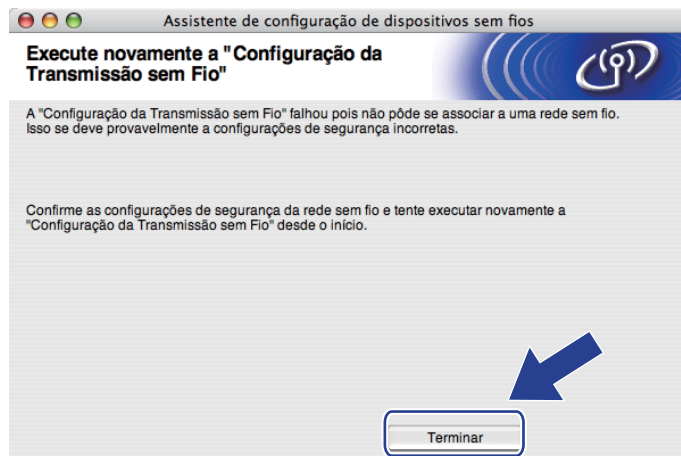 Assistente de configuração de dispositivos sem fios
Execute novamente a "Configuração da
Transmissão sem Fio"
A "Configuração da Transmissão sem Fio" falhou pois não pôde se associar a uma rede sem fio.
Isso se deve provavelmente a configurações de segurança incorretas.
Confirme as configurações de segurança da rede sem fio e tente executar novamente a
"Configuração da Transmissão sem Fio" desde o início.
Terminar